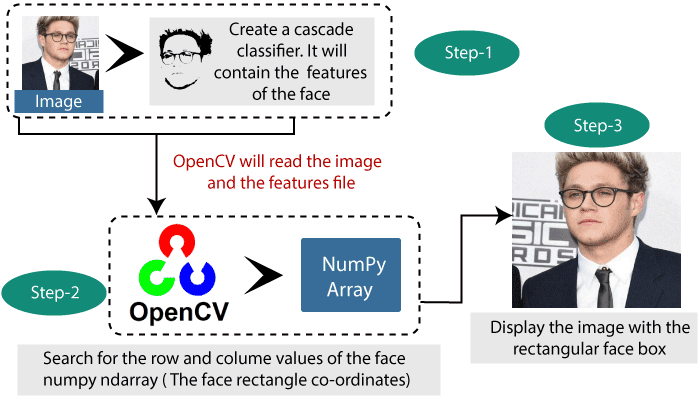 Create a cascade
classifier. It will
contain the features
of the face
Image
Step-1
OpenCV will read the image
and the features file
Step-2
OpenCV
NumPy
Array
Search for the row and colume values of the face
numpy ndarray ( The face rectangle co-ordinates)
Step-3
Display the image with the
rectangular face box